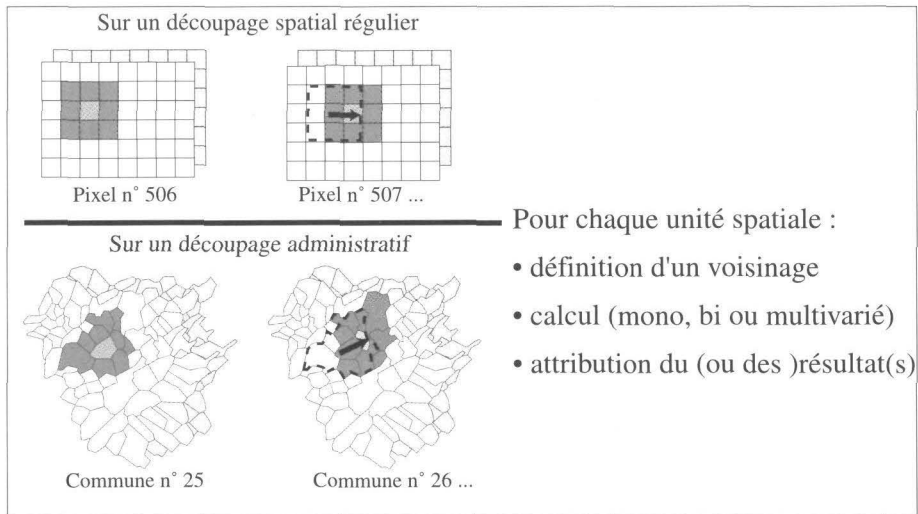 Sur un découpage spatial régulier
Pixel n° 506
Pixel n° 507 ...
Sur un découpage administratif
Commune n° 25
Commune n° 26 ...
Pour chaque unité spatiale :
• définition d'un voisinage
• calcul (mono, bi ou multivarié)
• attribution du (ou des )résultat(s)